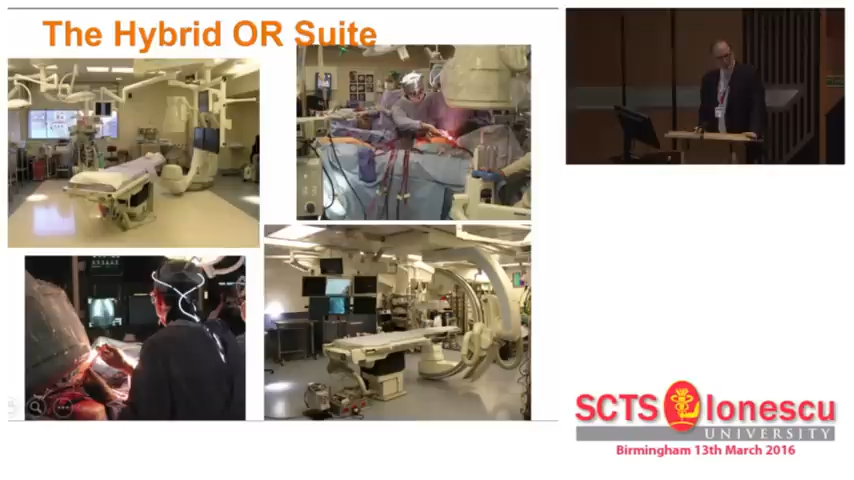 The Hybrid OR Suite
SCTS Ionescu
UNIVERSITY
Birmingham 13th March 2016